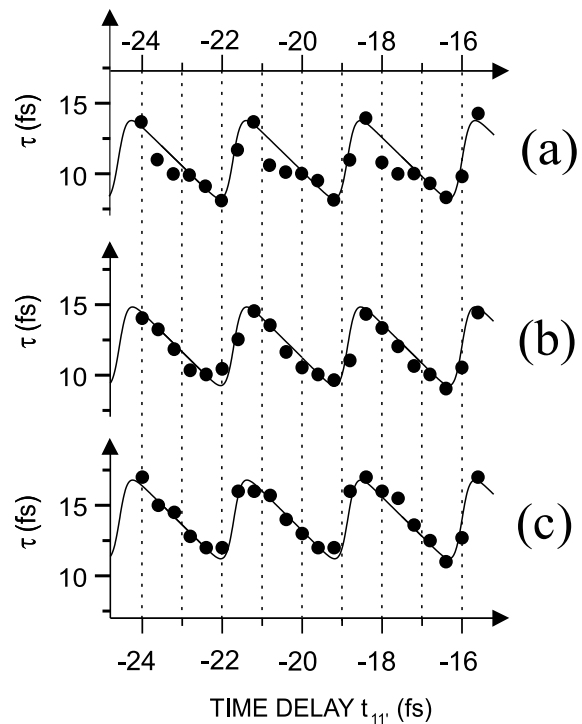 -24 -22 -20 -18 -16
τ (fs)
15
10
(a)
τ (fs)
15
10
(b)
τ (fs)
15
10
(c)
-24 -22 -20 -18 -16
TIME DELAY t11' (fs)